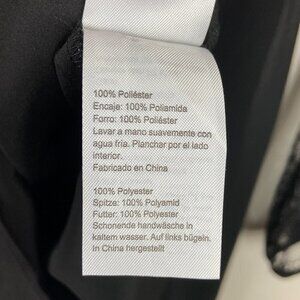 100% Poliéster
Encaje: 100% Poliamida
Forro: 100% Poliéster
Lavar a mano suavemente con
agua fría. Planchar por el lado
interior.
Fabricado en China
100% Polyester
Spitze: 100% Polyamid
Futter: 100% Polyester
Schonende handwäsche in
kaltem wasser. Auf links bügeln.
In China hergestellt